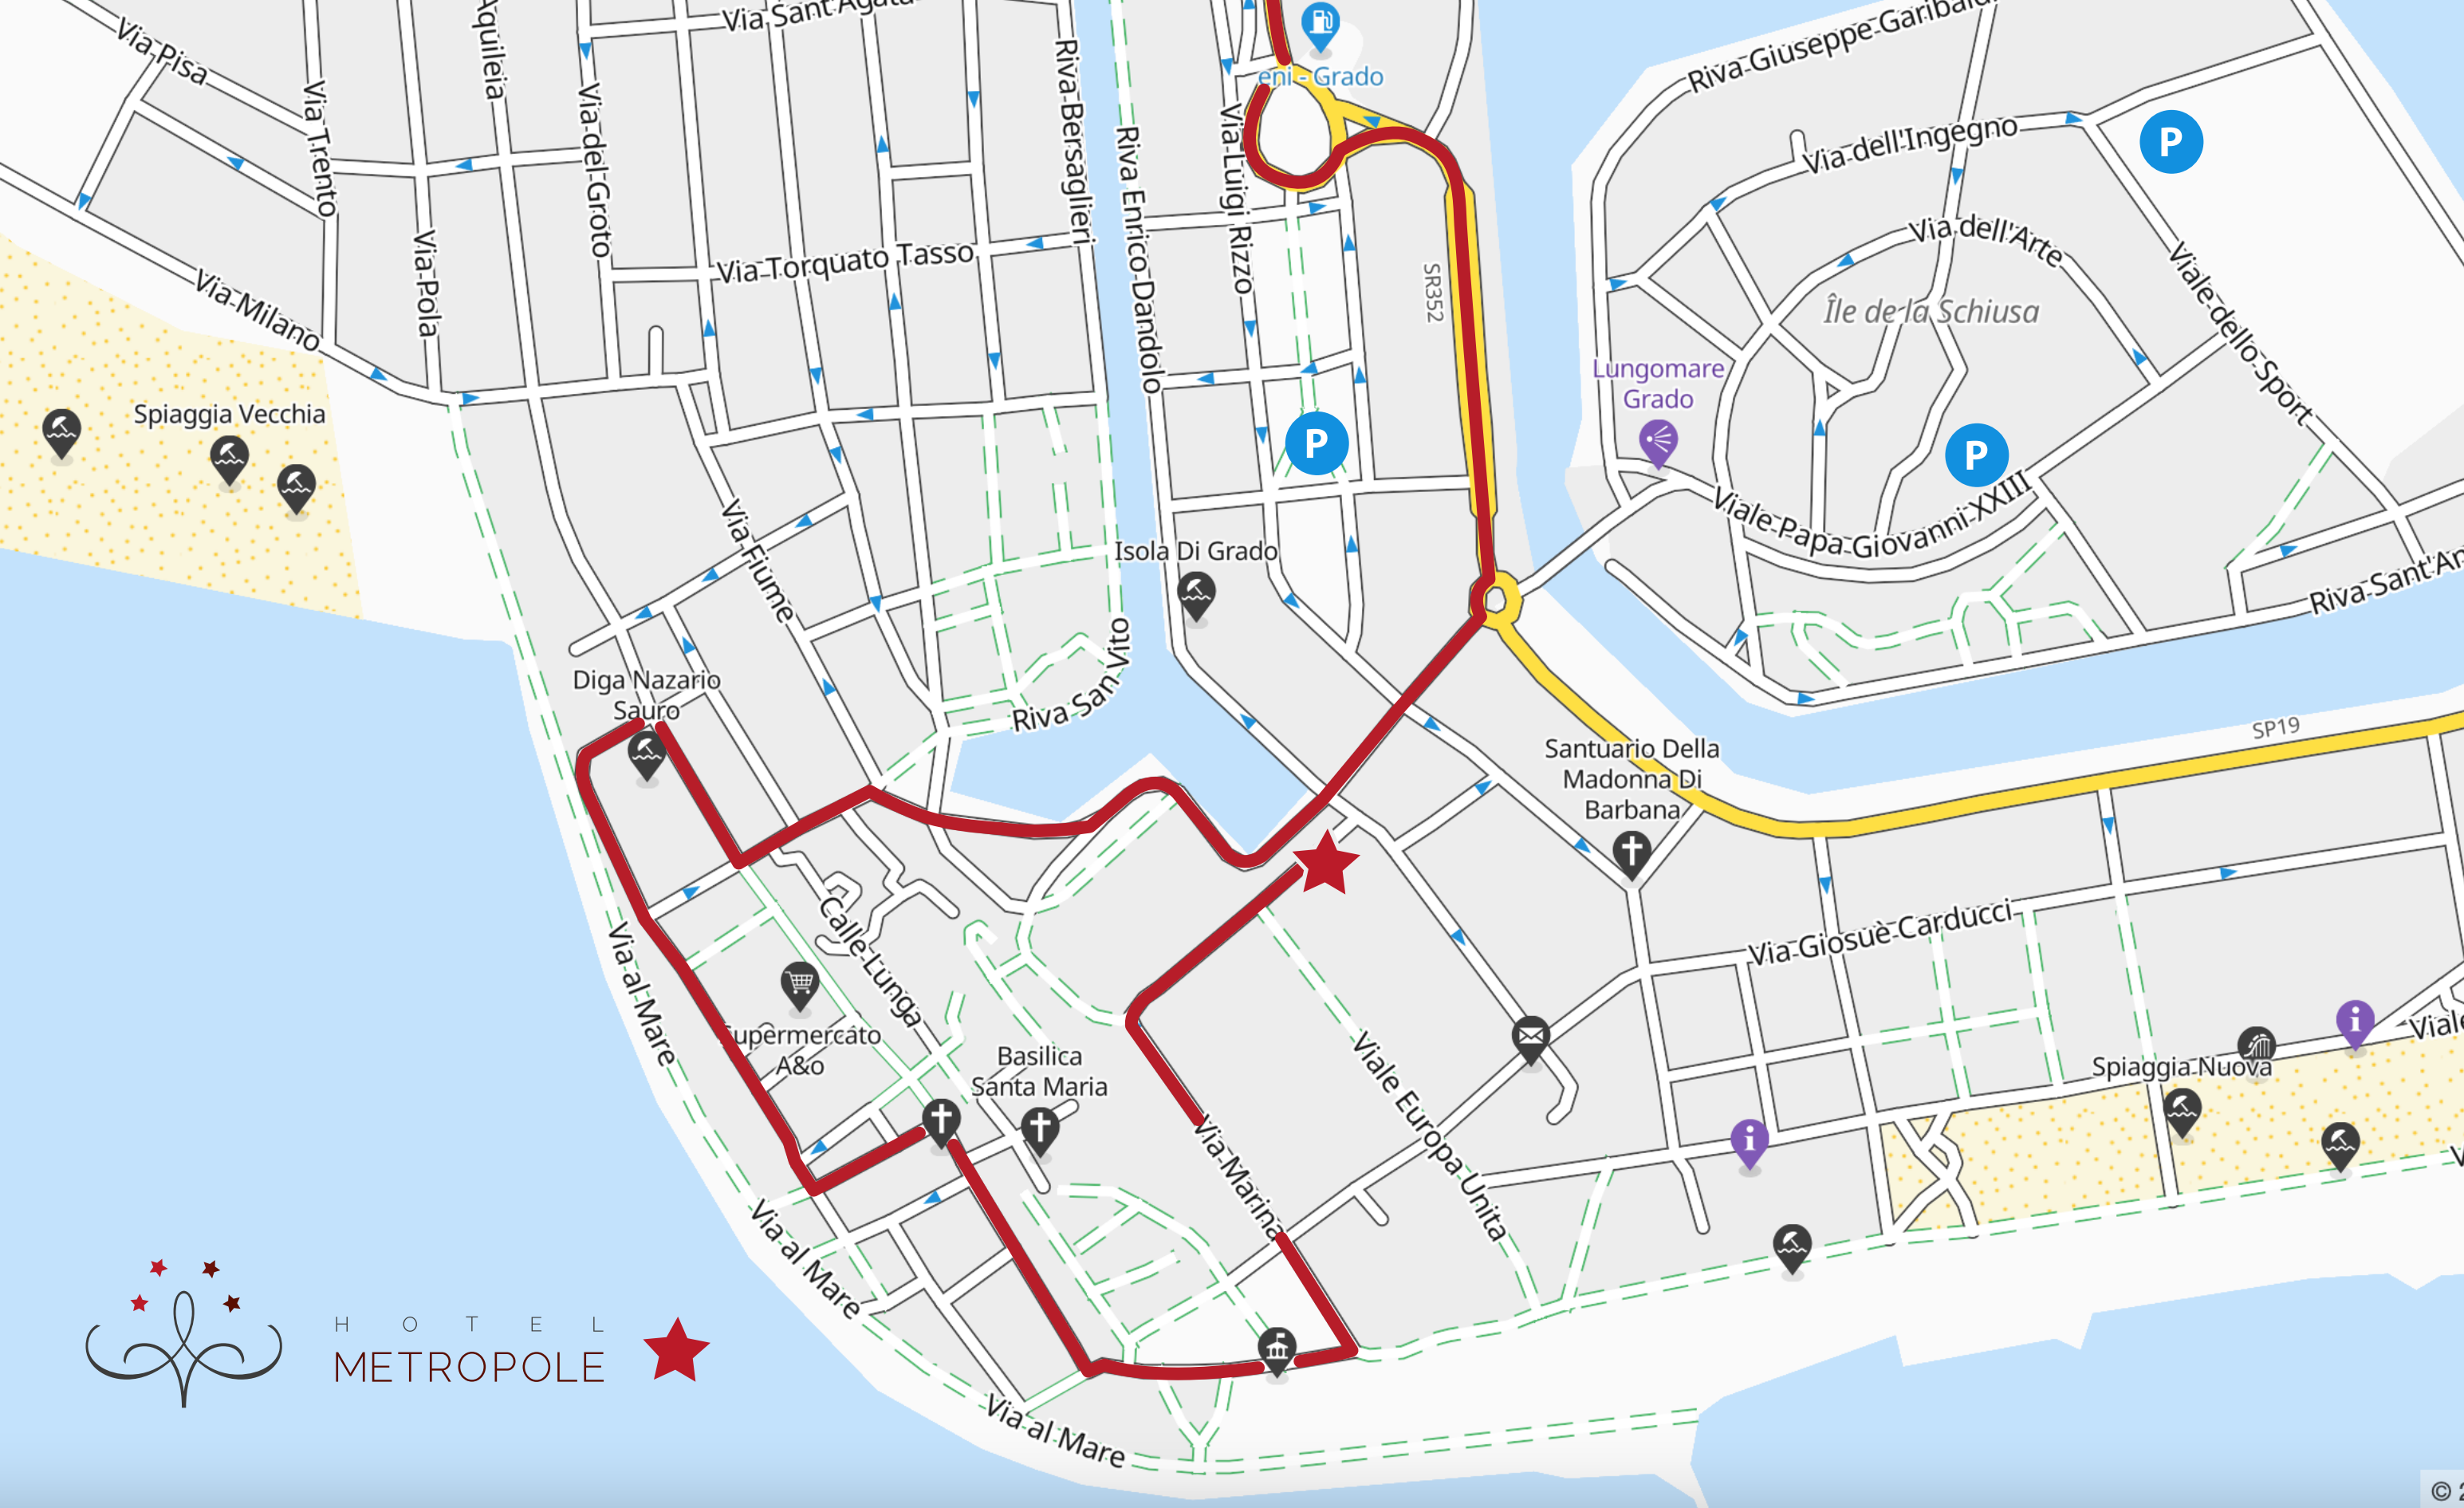 Via Sant'Agata
Via Pisa
Aquileia
Riva Giuseppe Garibaldi
eni - Grado
Via Trento
Via del Groto
Riva Bersaglieri
Riva Enrico Dandolo
Via Luigi Rizzo
Via dell'Ingegno
P
Via dell'Arte
Via Pola
Via Torquato Tasso
Via Milano
SR352
Île de la Schiusa
Viale dello Sport
Lungomare
Grado
Spiaggia Vecchia
P
P
Viale Papa Giovanni XXIII
Via Fiume
Isola Di Grado
Riva San Vito
Riva Sant'An
Diga Nazario
Sauro
SP19
Santuario Della
Madonna Di
Barbana
Via Giosuè Carducci
Calle Lunga
Via al Mare
Supermercato
A&o
Basilica
Santa Maria
Viale Europa Unita
Viale
Spiaggia Nuova
Via Marina
Via al Mare
V
HOTEL
METROPOLE
Via al Mare
©